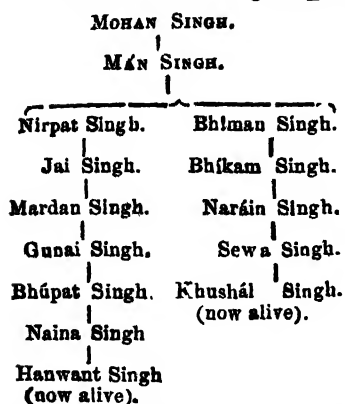 MOHAN SINGH.
MÁN SINGH.
Nirpat Singh. Bhíman Singh.
Jai Singh. Bhíkam Singh.
Mardan Singh. Naráin Singh.
Gunai Singh. Sewa Singh.
Bhúpat Singh. Khushál Singh.
(now alive).
Naina Singh
Hanwant Singh
(now alive).